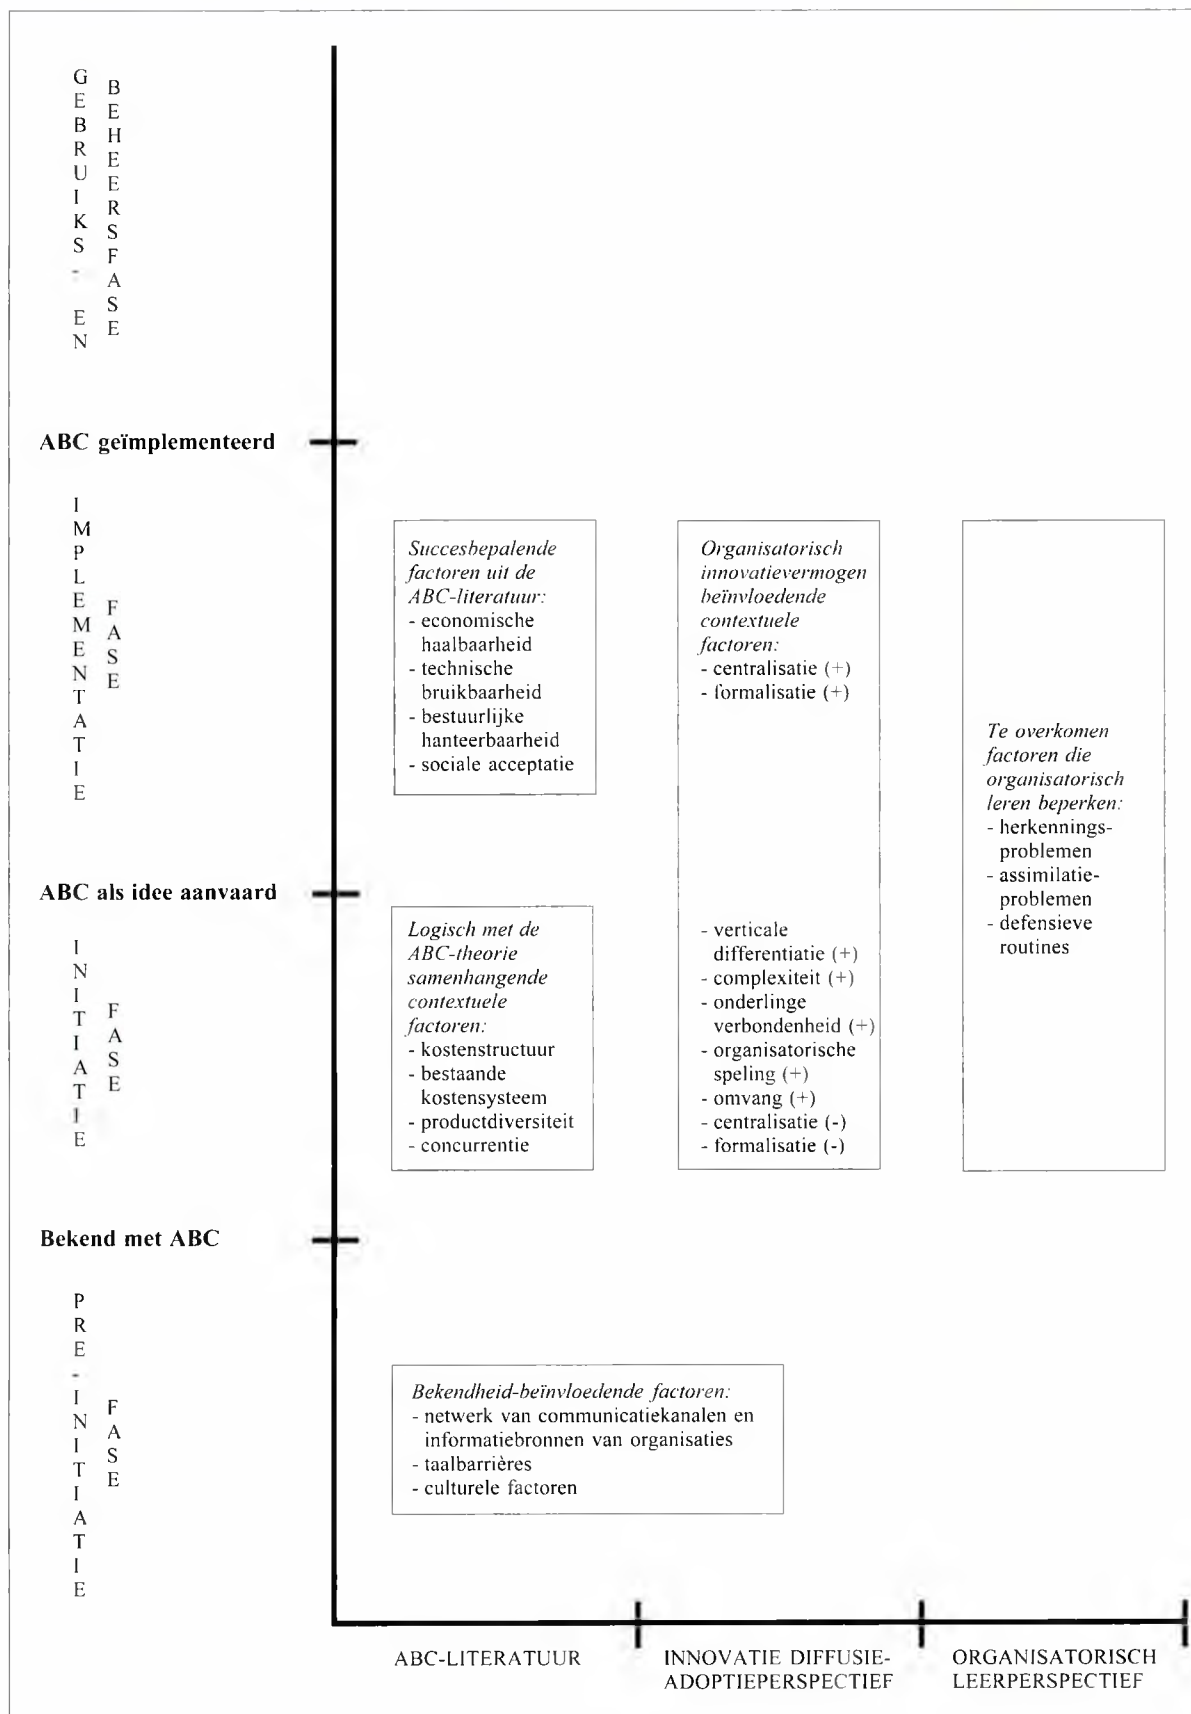 GEBRUIKS- EN
BEHEERSFASE
ABC geïmplementeerd
IMPLEMENTATIE
FASE
Succesbepalende
factoren uit de
ABC-literatuur:
- economische
haalbaarheid
- technische
bruikbaarheid
- bestuurlijke
hanteerbaarheid
- sociale acceptatie
Organisatorisch
innovatievermogen
beïnvloedende
contextuele
factoren:
- centralisatie (+)
- formalisatie (+)
- verticale
differentiatie (+)
- complexiteit (+)
- onderlinge
verbondenheid (+)
- organisatorische
speling (+)
- omvang (+)
- centralisatie (-)
- formalisatie (-)
Te overkomen
factoren die
organisatorisch
leren beperken:
- herkennings-
problemen
- assimilatie-
problemen
- defensieve
routines
ABC als idee aanvaard
INITIATIE
FASE
Logisch met de
ABC-theorie
samenhangende
contextuele
factoren:
- kostenstructuur
- bestaande
kostensysteem
- productdiversiteit
- concurrentie
Bekend met ABC
PRE-INITIATIE
FASE
Bekendheid-beïnvloedende factoren:
- netwerk van communicatiekanalen en
informatiebronnen van organisaties
- taalbarrières
- culturele factoren
ABC-LITERATUUR
INNOVATIE DIFFUSIE-
ADOPTIEPERSPECTIEF
ORGANISATORISCH
LEERPERSPECTIEF